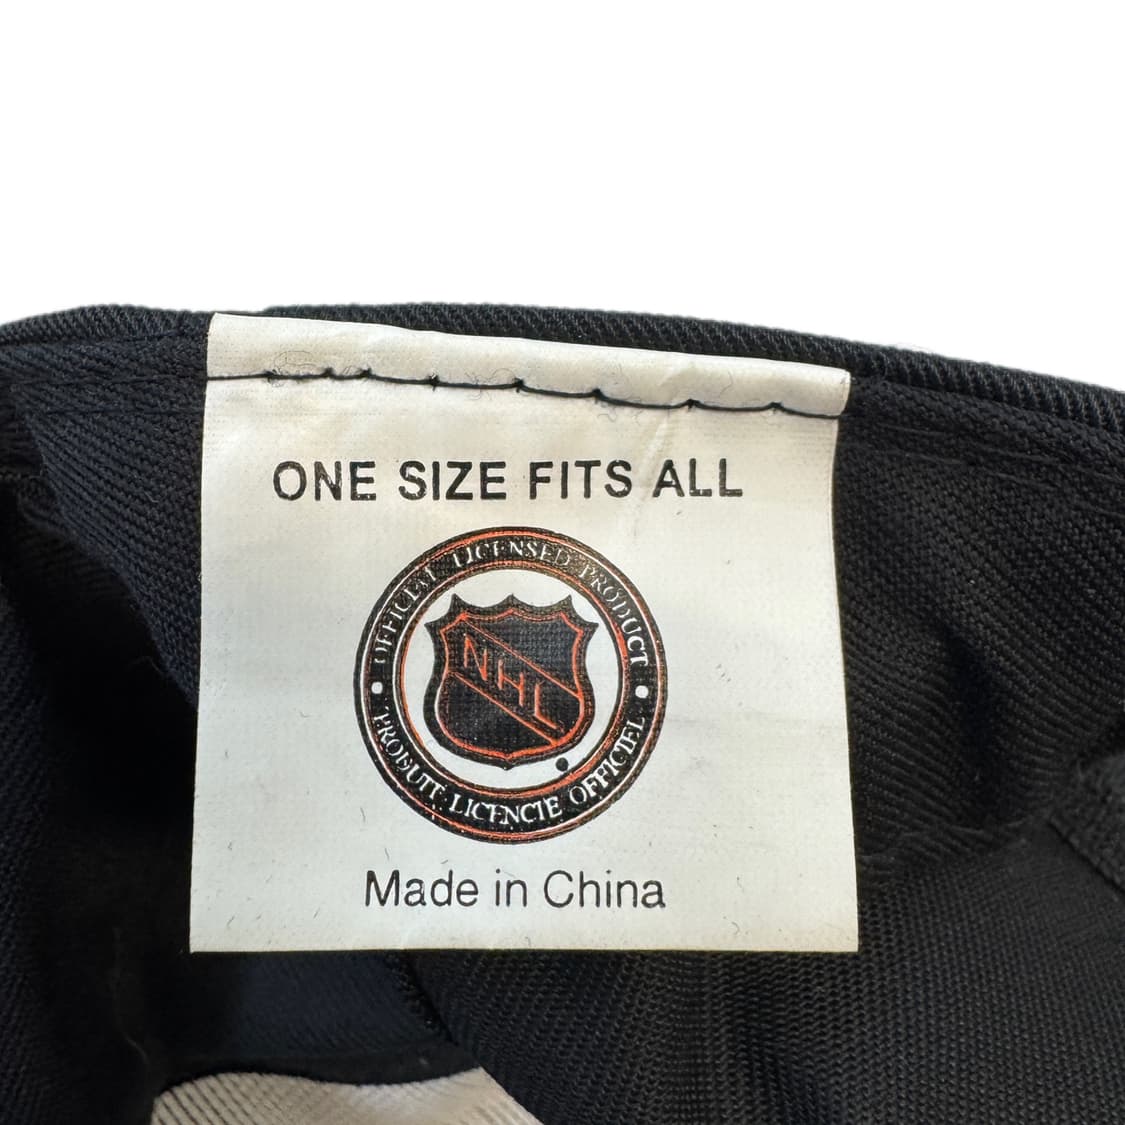 ONE SIZE FITS ALL
OFFICIAL LICENSED PRODUCT
NHL
PRODUIT LICENCIE OFFICIEL
Made in China